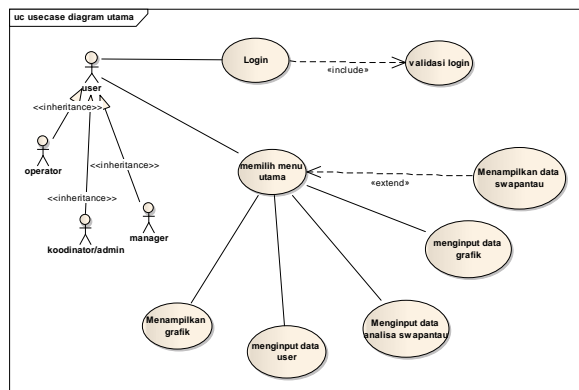 uc usecase diagram utama
Login
«include»
validasi login
user
<<inheritance>>
operator
<<inheritance>>
<<inheritance>>
koodinator/admin
manager
memilih menu
utama
«extend»
Menampilkan data
swapantau
menginput data
grafik
Menampilkan
grafik
menginput data
user
Menginput data
analisa swapantau